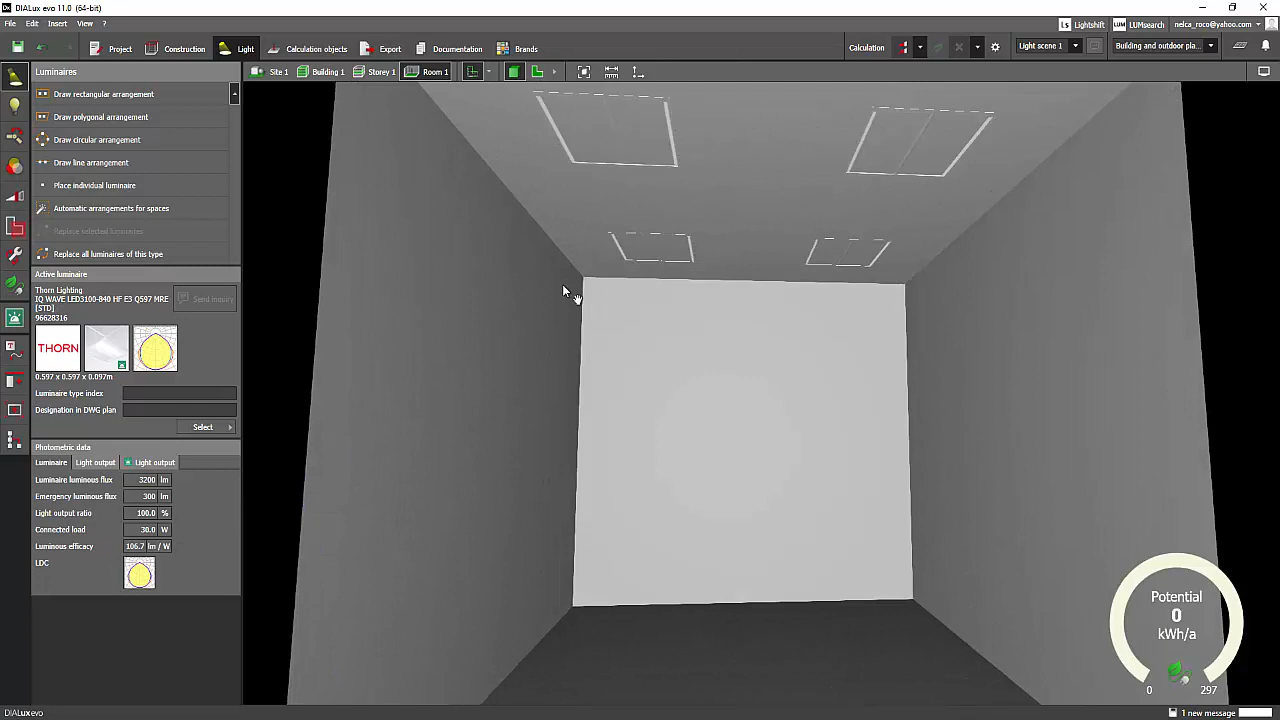 DIALux evo 11.0 (64-bit)
File Edit Insert View ?
Lightshift LUMsearch nelca_roco@yahoo.com
Project Construction Light Calculation objects Export Documentation Brands Calculation Light scene 1 Building and outdoor pla...
Luminaires
Site 1 Building 1 Storey 1 Room 1
Draw rectangular arrangement
Draw polygonal arrangement
Draw circular arrangement
Draw line arrangement
Place individual luminaire
Automatic arrangements for spaces
Replace selected luminaires
Replace all luminaires of this type
Active luminaire
Thorn Lighting
IQ WAVE LED3100-840 HF E3 Q597 MRE
[STD]
96628316
Send Inquiry
THORN
0.597 x 0.597 x 0.097m
Luminaire type index
Designation in DWG plan
Select
Photometric data
Luminaire Light output Light output
Luminaire luminous flux 3200 lm
Emergency luminous flux 300 lm
Light output ratio 100.0 %
Connected load 30.0 W
Luminous efficacy 106.7 lm / W
LDC
Potential
0
kWh/a
0 297
DIALux evo
1 new message